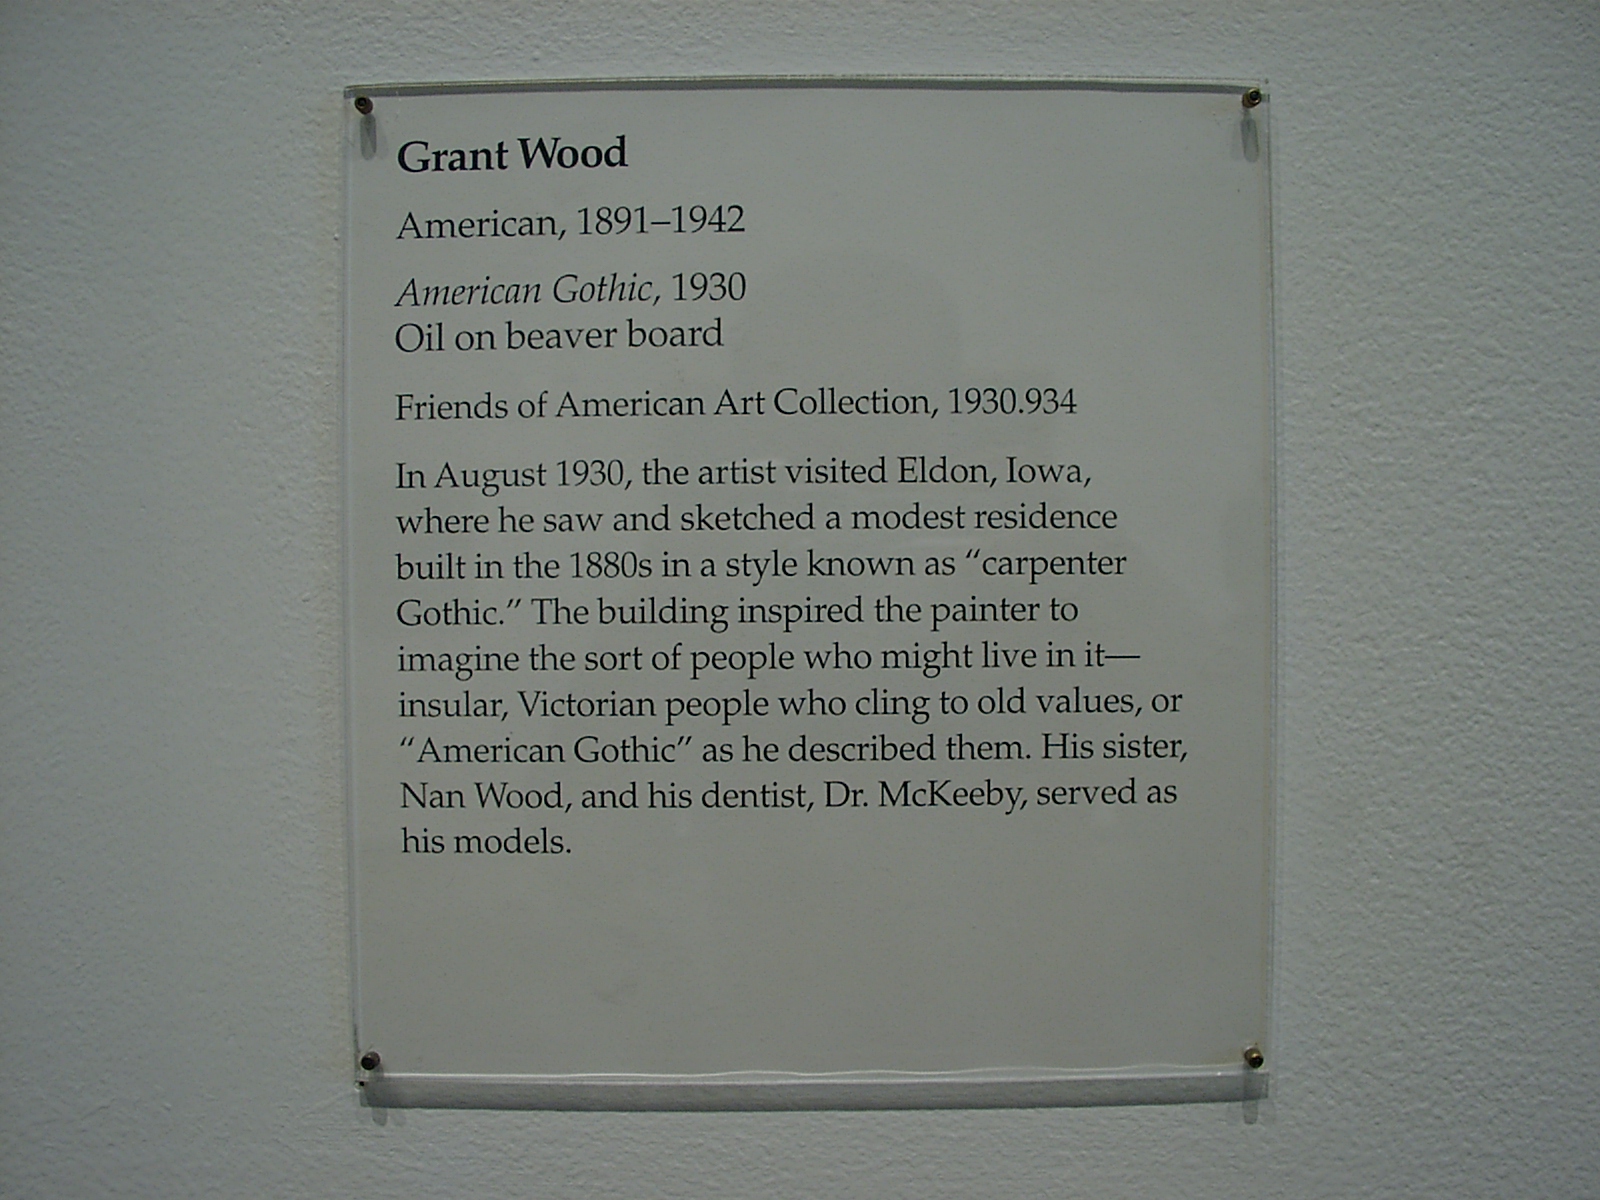 Grant Wood
American, 1891–1942
American Gothic, 1930
Oil on beaver board
Friends of American Art Collection, 1930.934
In August 1930, the artist visited Eldon, Iowa,
where he saw and sketched a modest residence
built in the 1880s in a style known as “carpenter
Gothic.” The building inspired the painter to
imagine the sort of people who might live in it—
insular, Victorian people who cling to old values, or
“American Gothic” as he described them. His sister,
Nan Wood, and his dentist, Dr. McKeeby, served as
his models.